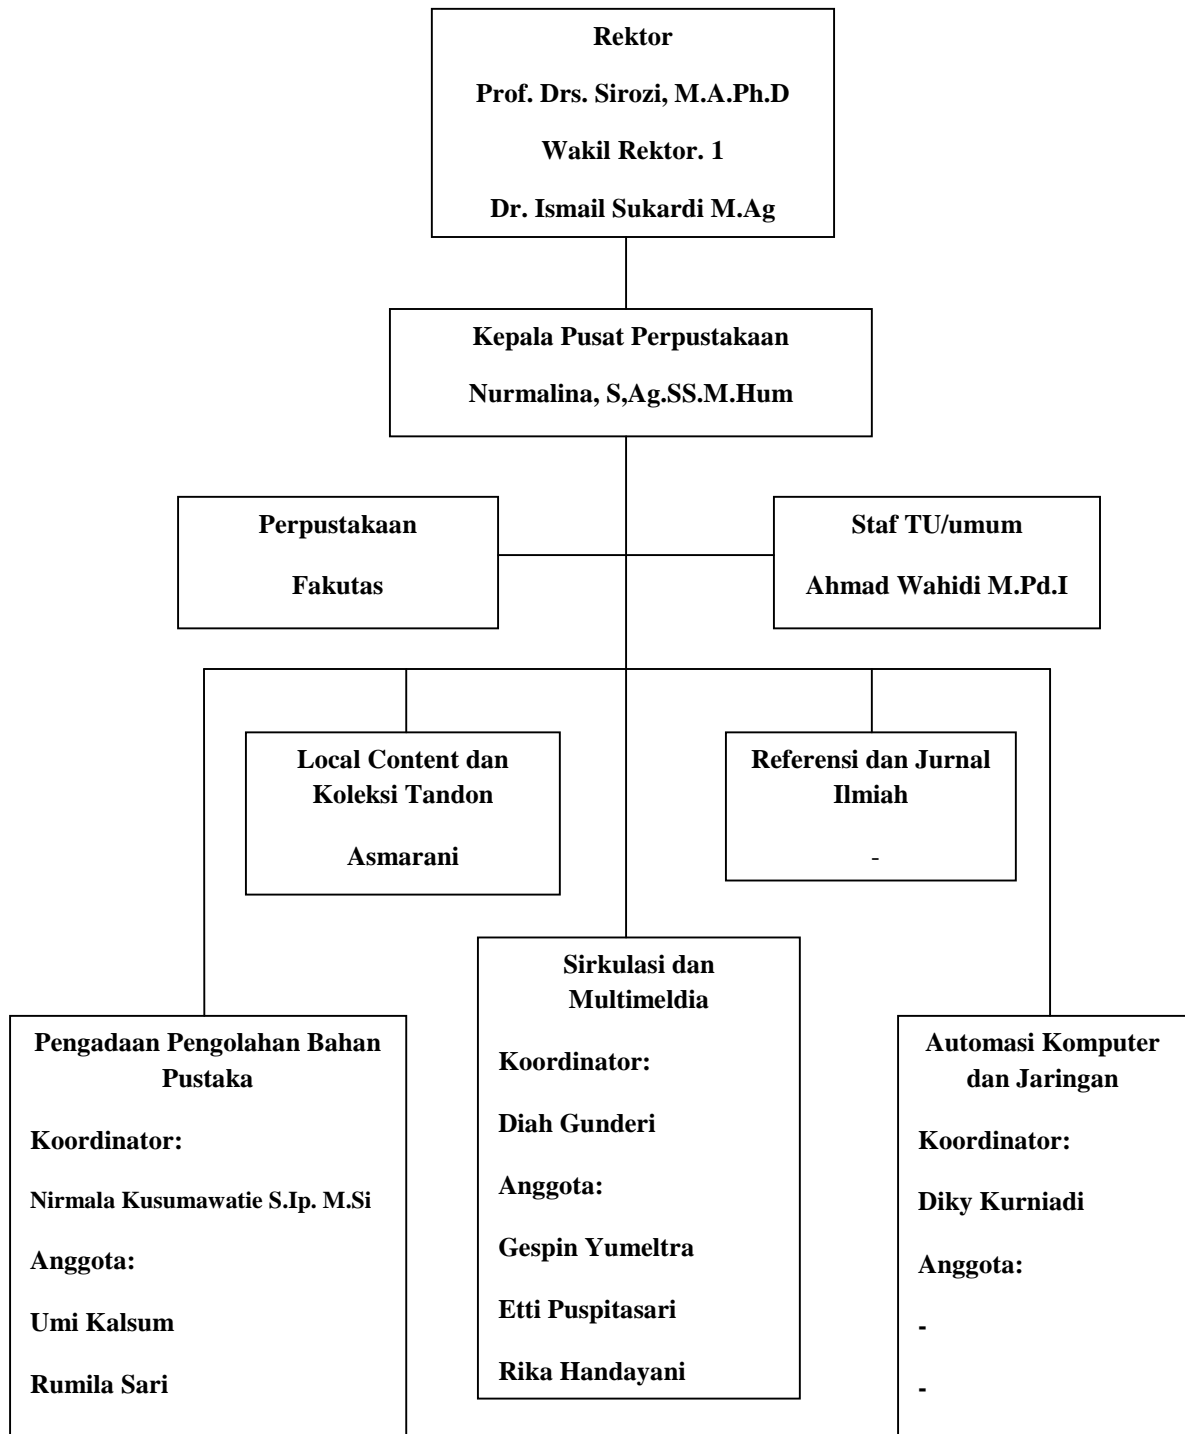 Rektor
Prof. Drs. Sirozi, M.A.Ph.D
Wakil Rektor. 1
Dr. Ismail Sukardi M.Ag
Kepala Pusat Perpustakaan
Nurmalina, S,Ag.SS.M.Hum
Perpustakaan
Fakutas
Staf TU/umum
Ahmad Wahidi M.Pd.I
Local Content dan
Koleksi Tandon
Asmarani
Referensi dan Jurnal
Ilmiah
-
Pengadaan Pengolahan Bahan
Pustaka
Koordinator:
Nirmala Kusumawatie S.Ip. M.Si
Anggota:
Umi Kalsum
Rumila Sari
Sirkulasi dan
Multimeldia
Koordinator:
Diah Gunderi
Anggota:
Gespin Yumeltra
Etti Puspitasari
Rika Handayani
Automasi Komputer
dan Jaringan
Koordinator:
Diky Kurniadi
Anggota:
-
-